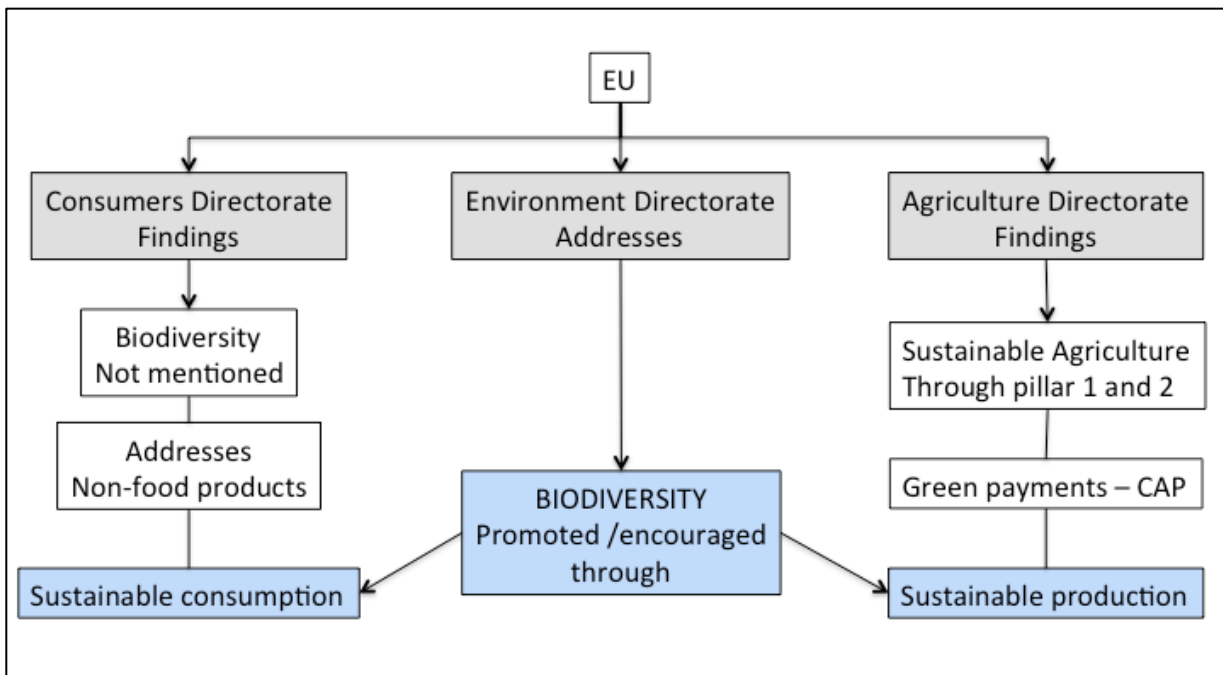 EU
Consumers Directorate
Findings
Environment Directorate
Addresses
Agriculture Directorate
Findings
Biodiversity
Not mentioned
Sustainable Agriculture
Through pillar 1 and 2
Addresses
Non-food products
BIODIVERSITY
Promoted /encouraged
through
Green payments – CAP
Sustainable consumption
Sustainable production